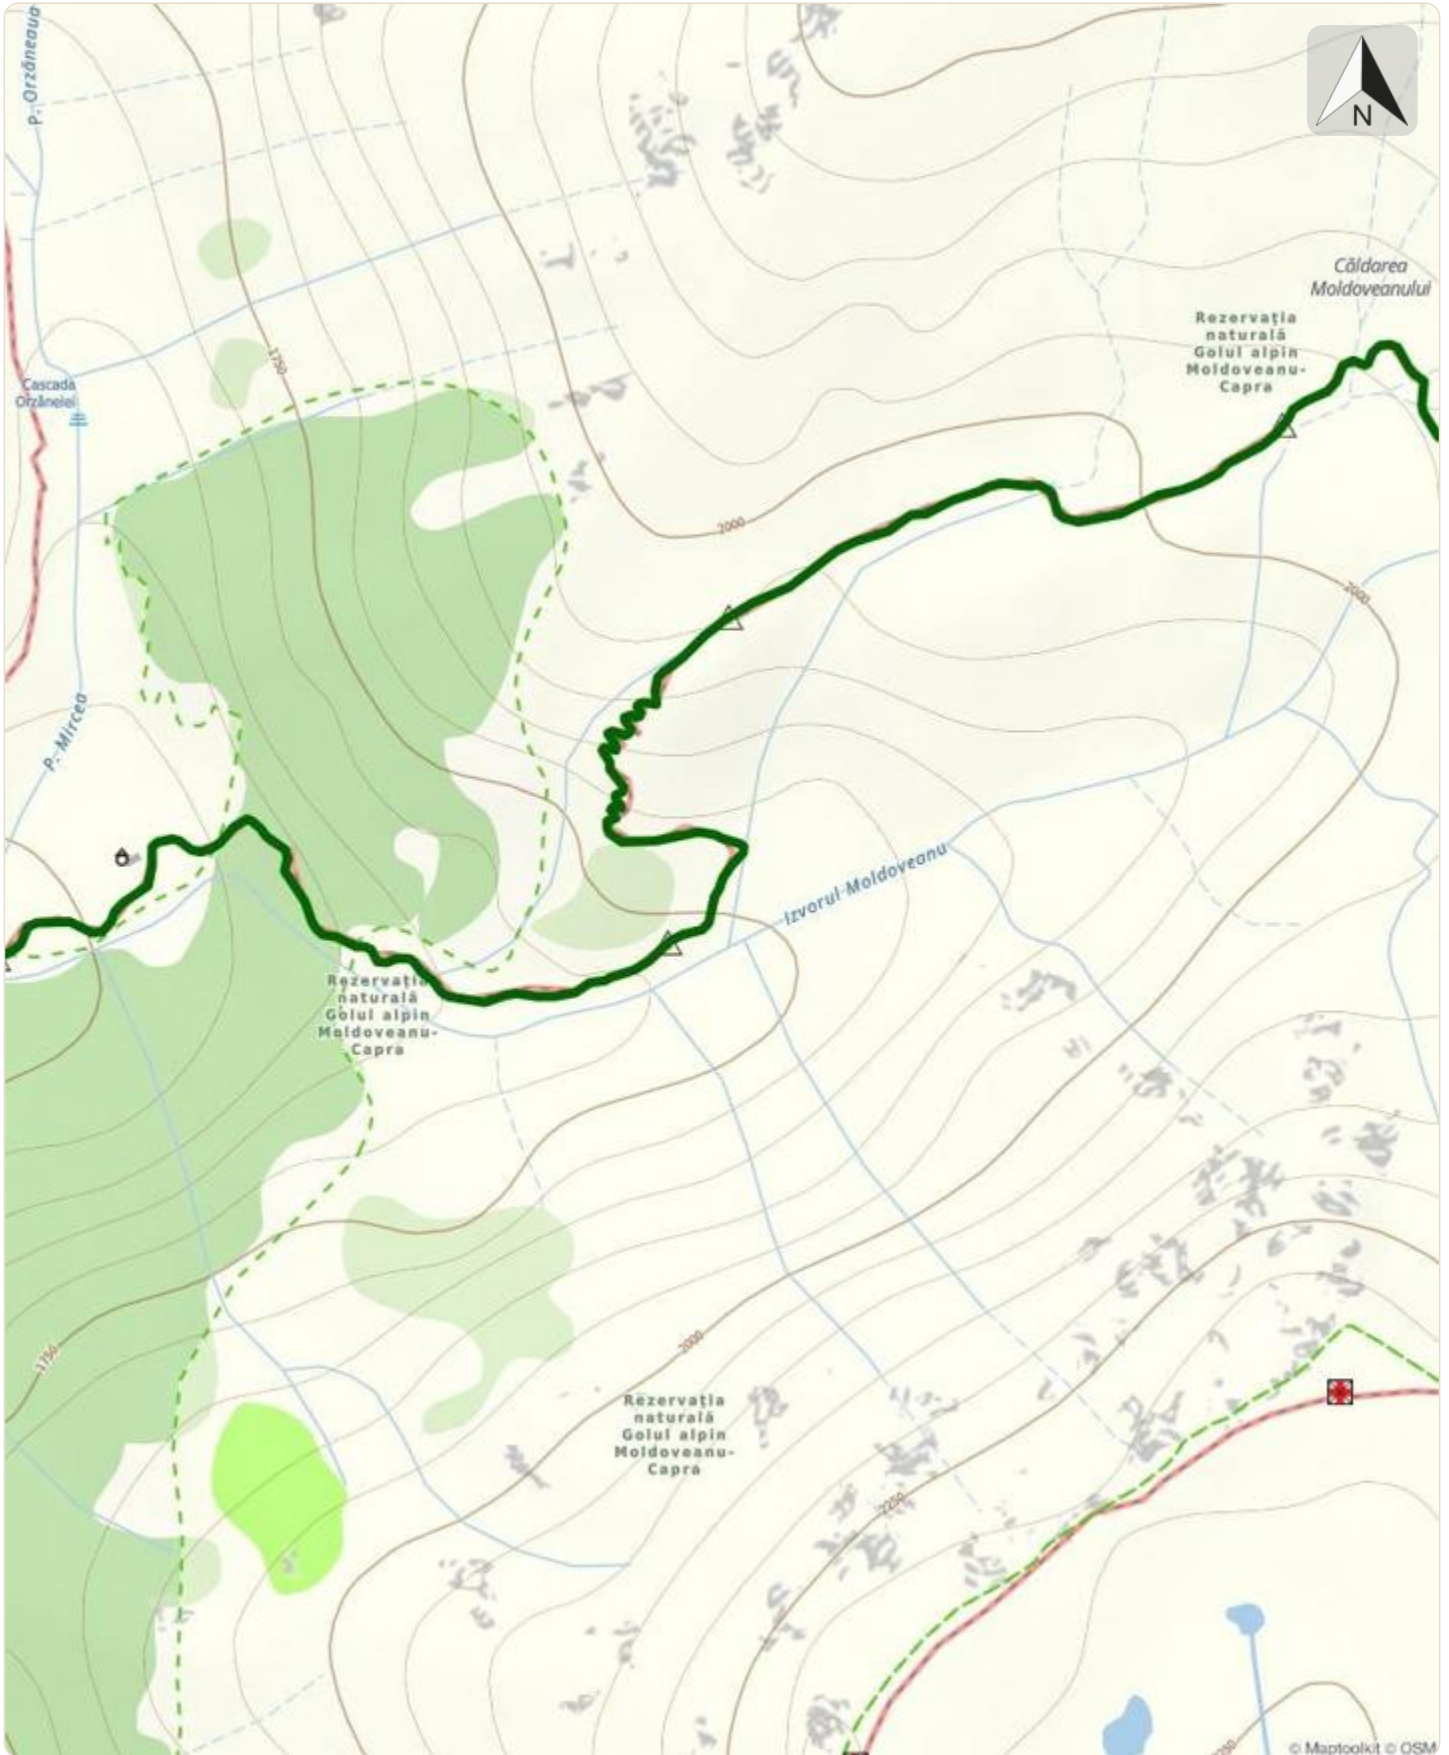 P. Orzăneaua
N
Căldarea
Moldoveanului
Rezervația
naturală
Golul alpin
Moldoveanu-
Capra
1750
Cascada
Orzănelei
2000
2000
P. Mircea
Izvorul Moldoveanu
Rezervația
naturală
Golul alpin
Moldoveanu-
Capra
1750
2000
Rezervația
naturală
Golul alpin
Moldoveanu-
Capra
2250
© Maptoolkit © OSM